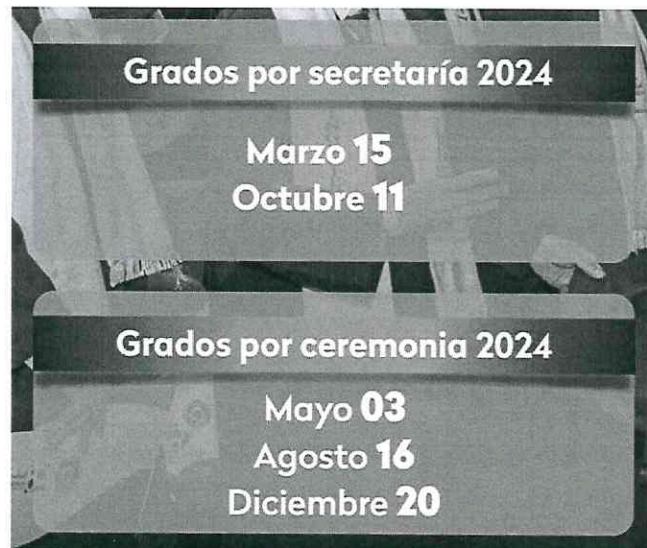 Grados por secretaría 2024
Marzo 15
Octubre 11
Grados por ceremonia 2024
Mayo 03
Agosto 16
Diciembre 20